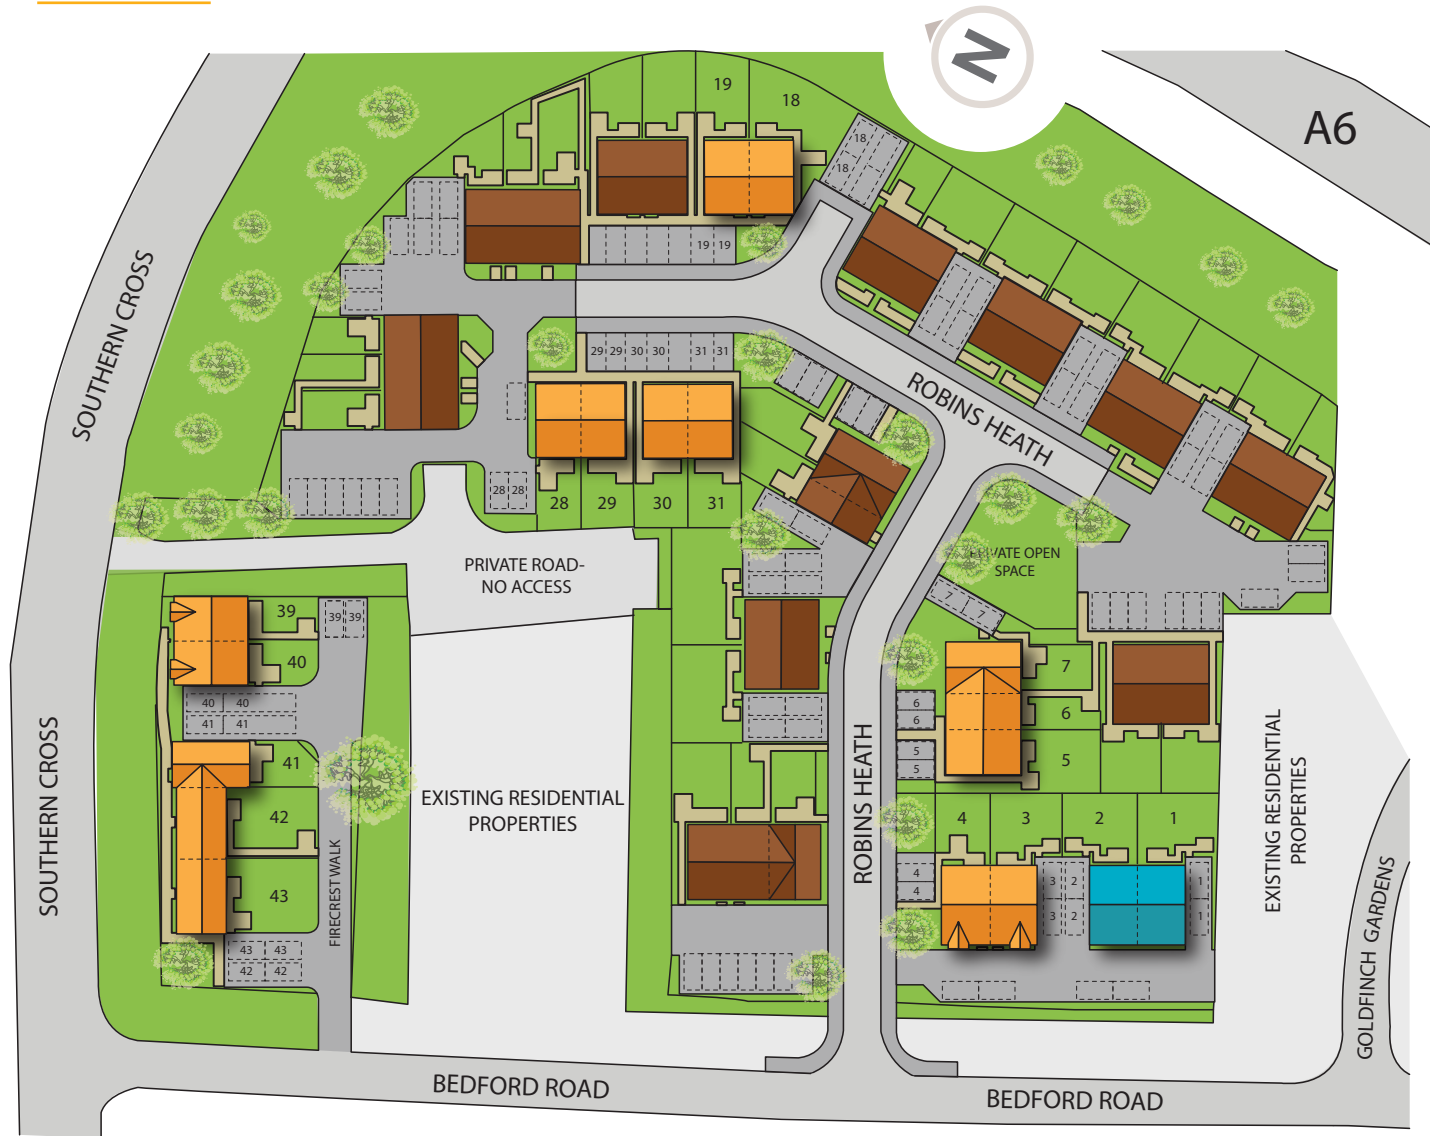 N
A6
19
18
18
18
19 19
SOUTHERN CROSS
29 29 30 30 31 31
ROBINS HEATH
28 28
28 29 30 31
PRIVATE ROAD-
NO ACCESS
PRIVATE OPEN
SPACE
7 7
39
39 39
40
40 40
41 41
41
42
43
43 43
42 42
FIRECREST WALK
SOUTHERN CROSS
EXISTING RESIDENTIAL
PROPERTIES
ROBINS HEATH
7
6
5
6
6
5
5
4 3 2 1
4
4
3 2
3 2
1
1
EXISTING RESIDENTIAL
PROPERTIES
GOLDFINCH GARDENS
BEDFORD ROAD
BEDFORD ROAD